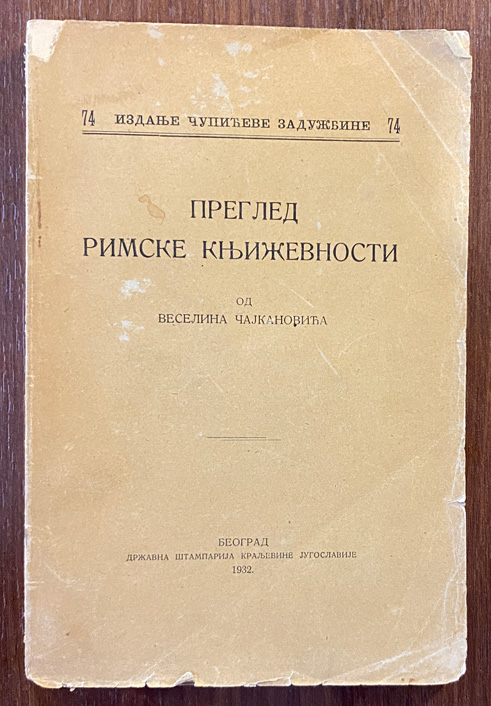 74 ИЗДАЊЕ ЧУПИЋЕВЕ ЗАДУЖБИНЕ 74
ПРЕГЛЕД
РИМСКЕ КЊИЖЕВНОСТИ
ОД
ВЕСЕЛИНА ЧАЈКАНОВИЋА
БЕОГРАД
ДРЖАВНА ШТАМПАРИЈА КРАЉЕВИНЕ ЈУГОСЛАВИЈЕ
1932.